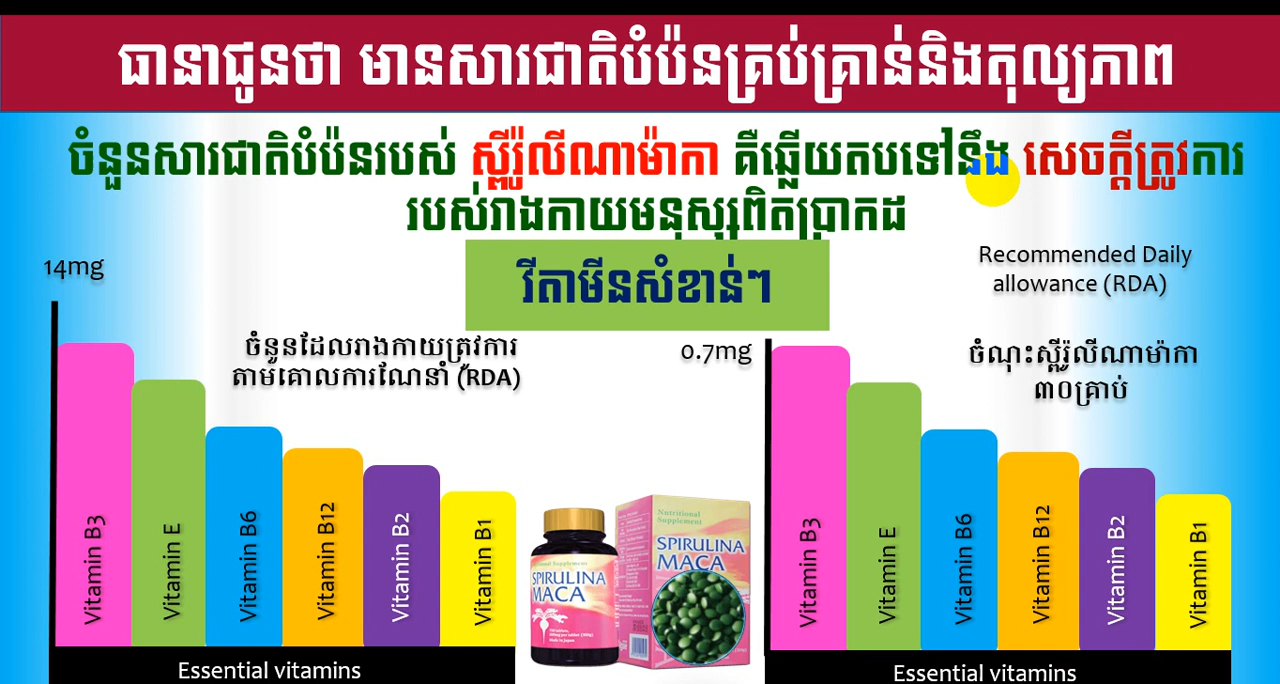 ធានាជូនថា មានសារជាតិបំប៉នគ្រប់គ្រាន់និងតុល្យភាព
ចំនួនសារជាតិបំប៉នរបស់ ស្ពីរ៉ូលីណាម៉ាកា គឺឆ្លើយតបទៅនឹង សេចក្តីត្រូវការ
របស់រាងកាយមនុស្សពិតប្រាកដ
វីតាមីនសំខាន់ៗ
14mg
Recommended Daily
allowance (RDA)
ចំនួនដែលរាងកាយត្រូវការ
តាមគោលការណែនាំ (RDA)
0.7mg
ចំណុះស្ពីរ៉ូលីណាម៉ាកា
៣០គ្រាប់
Vitamin B3
Vitamin E
Vitamin B6
Vitamin B12
Vitamin B2
Vitamin B1
Essential vitamins
Nutritional Supplement
SPIRULINA
MACA
Made in Japan
Nutritional
Supplement
SPIRULINA
MACA
Vitamin B3
Vitamin E
Vitamin B6
Vitamin B12
Vitamin B2
Vitamin B1
Essential vitamins